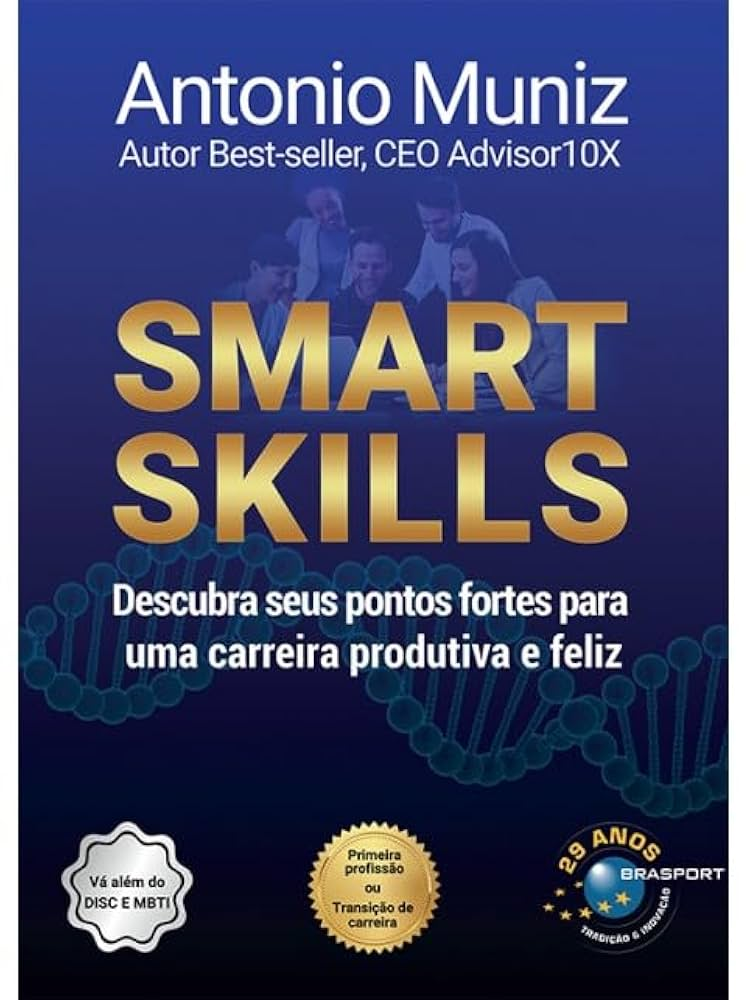 Antonio Muniz
Autor Best-seller, CEO Advisor10X
SMART
SKILLS
Descubra seus pontos fortes para
uma carreira produtiva e feliz
Vá além do
DISC E MBTI
Primeira
profissão
ou
Transição de
carreira
29 ANOS
BRASPORT
TRADIÇÃO & INOVAÇÃO